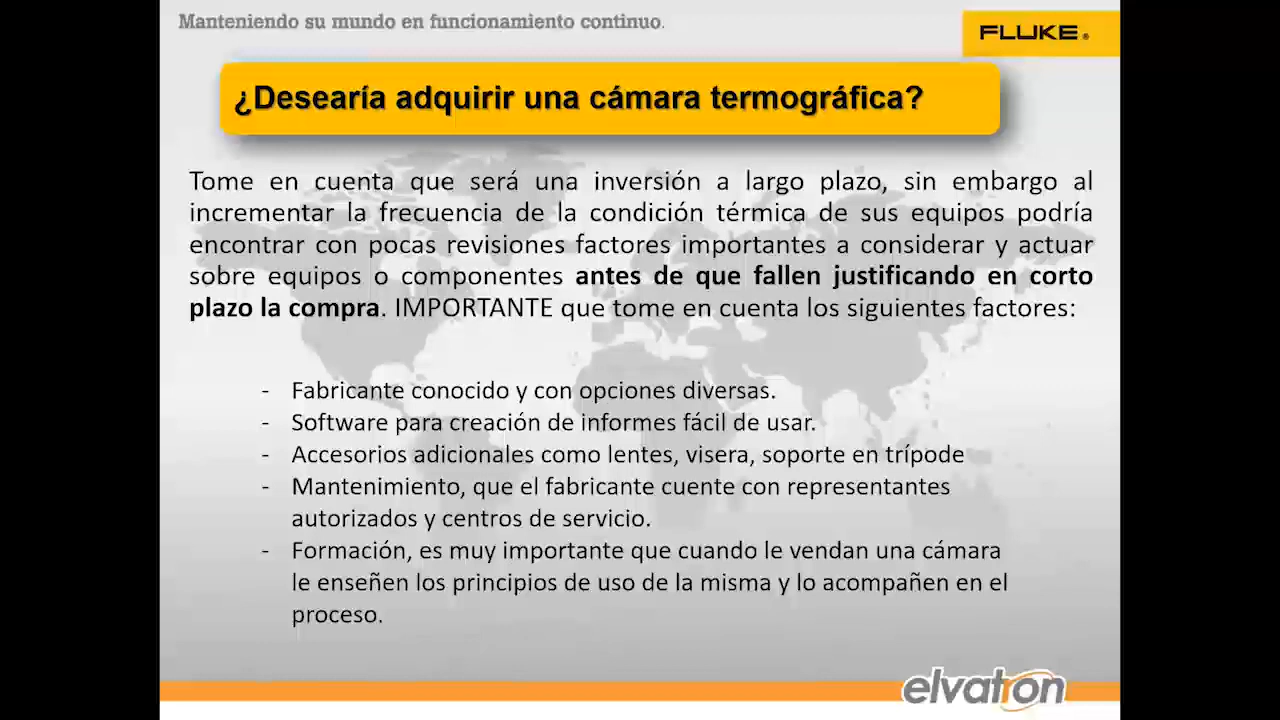 Manteniendo su mundo en funcionamiento continuo.
FLUKE®
¿Desearía adquirir una cámara termográfica?
Tome en cuenta que será una inversión a largo plazo, sin embargo al
incrementar la frecuencia de la condición térmica de sus equipos podría
encontrar con pocas revisiones factores importantes a considerar y actuar
sobre equipos o componentes antes de que fallen justificando en corto
plazo la compra. IMPORTANTE que tome en cuenta los siguientes factores:
- Fabricante conocido y con opciones diversas.
- Software para creación de informes fácil de usar.
- Accesorios adicionales como lentes, visera, soporte en trípode
- Mantenimiento, que el fabricante cuente con representantes
autorizados y centros de servicio.
- Formación, es muy importante que cuando le vendan una cámara
le enseñen los principios de uso de la misma y lo acompañen en el
proceso.
elvatron